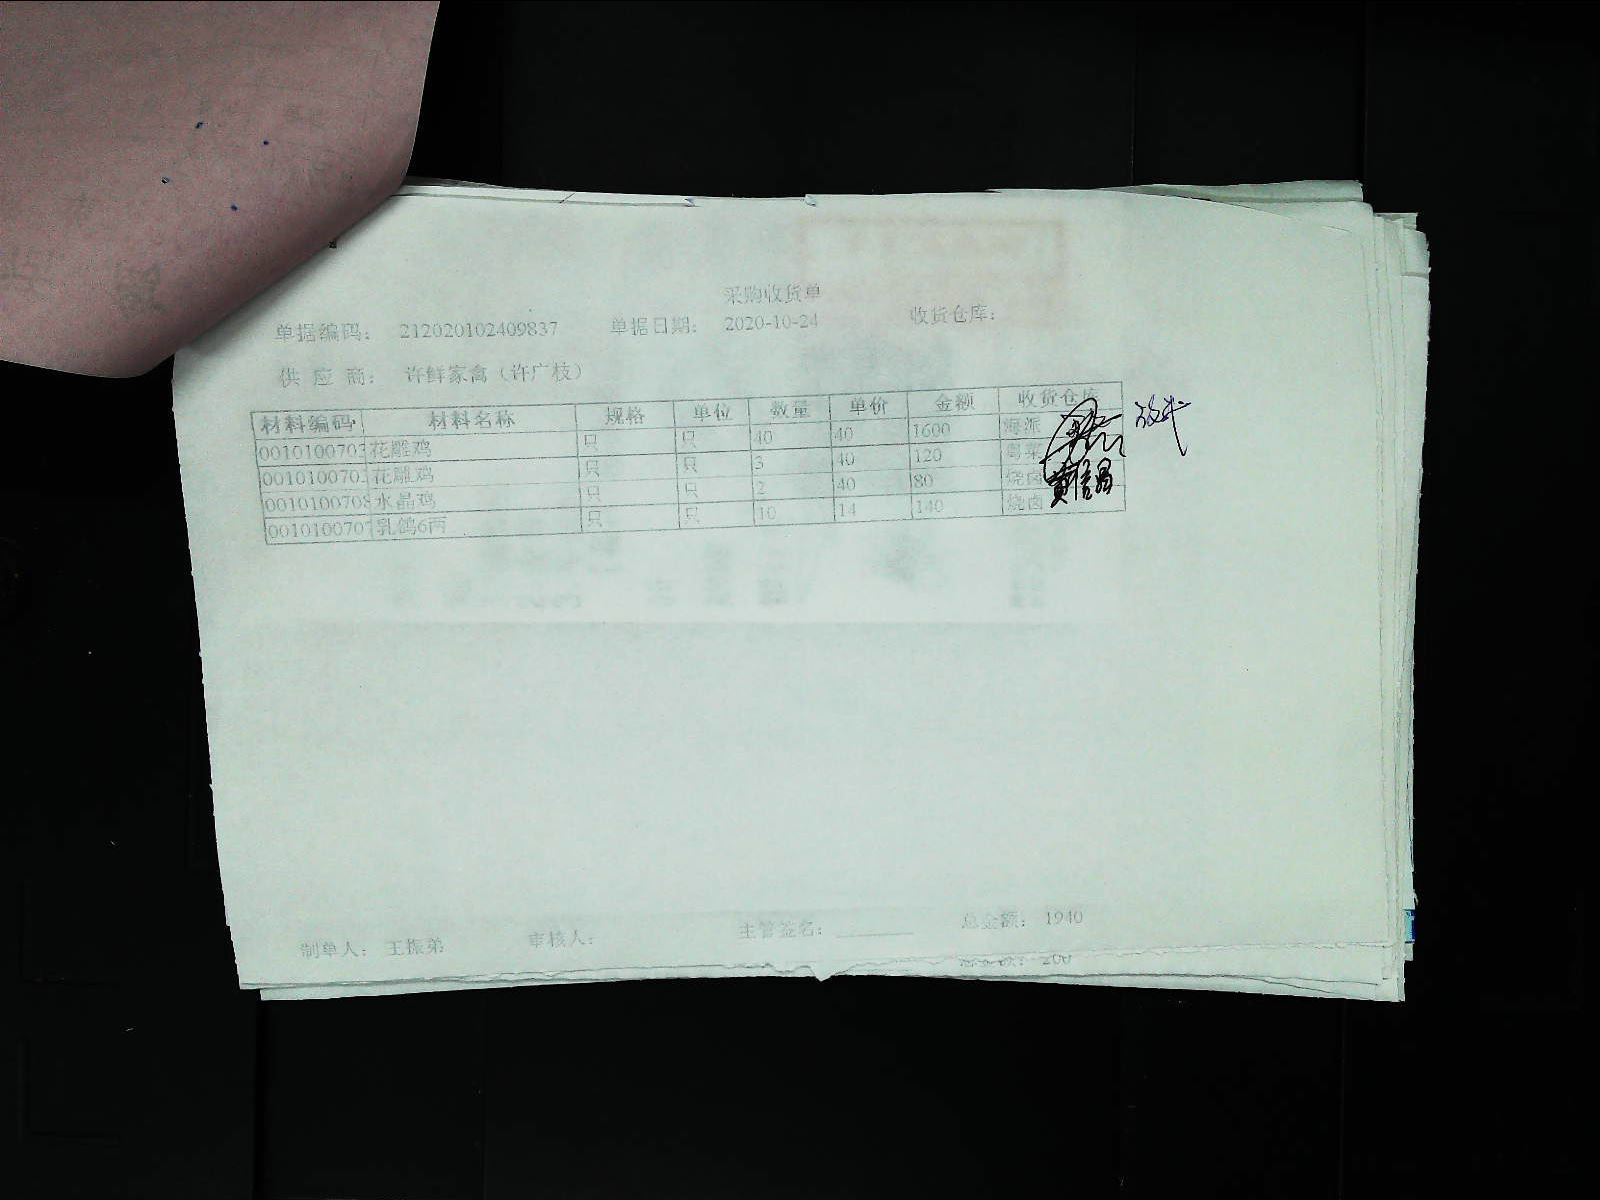 采购收货单
单据编码： 212020102409837 单据日期： 2020-10-24 收货仓库：
供 应 商： 许鲜家禽（许广枝）
材料编码 材料名称 规格 单位 数量 单价 金额 收货仓库
001010070 花雕鸡 只 只 40 40 1600 海派
001010070 花雕鸡 只 只 3 40 120 粤菜
0010100708 水晶鸡 只 只 2 40 80 烧卤
001010070 乳鸽6两 只 只 10 14 140 烧卤
制单人： 王振弟 审核人： 主管签名： 总金额： 1940
200